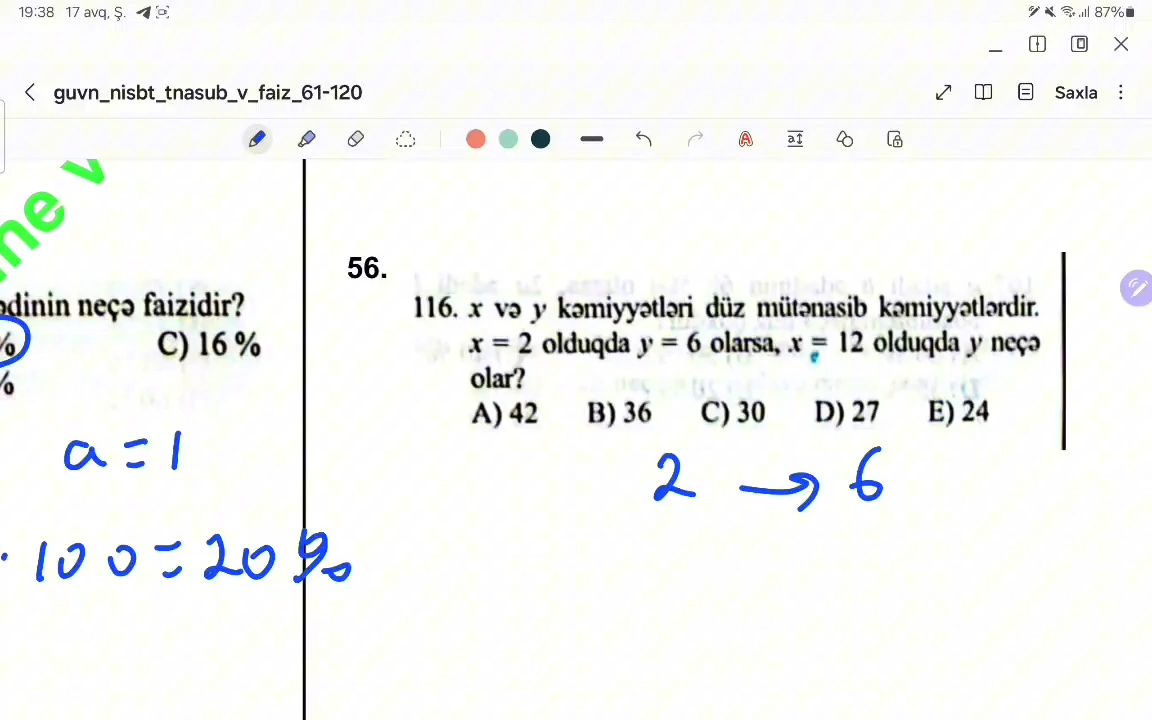 19:38 17 avq, Ş. 87%
guvn_nisbt_tnasub_v_faiz_61-120
Saxla
ədinin neçə faizidir?
%
C) 16 %
%
a = 1
· 100 = 20 %
56.
116. x və y kəmiyyətləri düz mütənasib kəmiyyətlərdir.
x = 2 olduqda y = 6 olarsa, x = 12 olduqda y neçə
olar?
A) 42 B) 36 C) 30 D) 27 E) 24
2 → 6